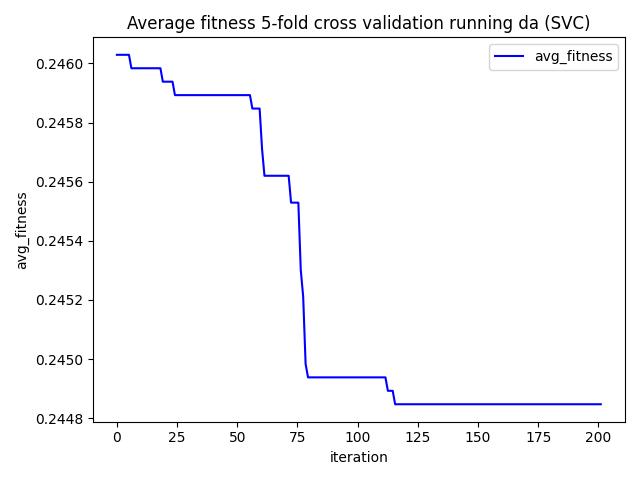 Average fitness 5-fold cross validation running da (SVC)
avg_fitness
0.2460
0.2458
0.2456
0.2454
0.2452
0.2450
0.2448
avg_fitness
0 25 50 75 100 125 150 175 200
iteration